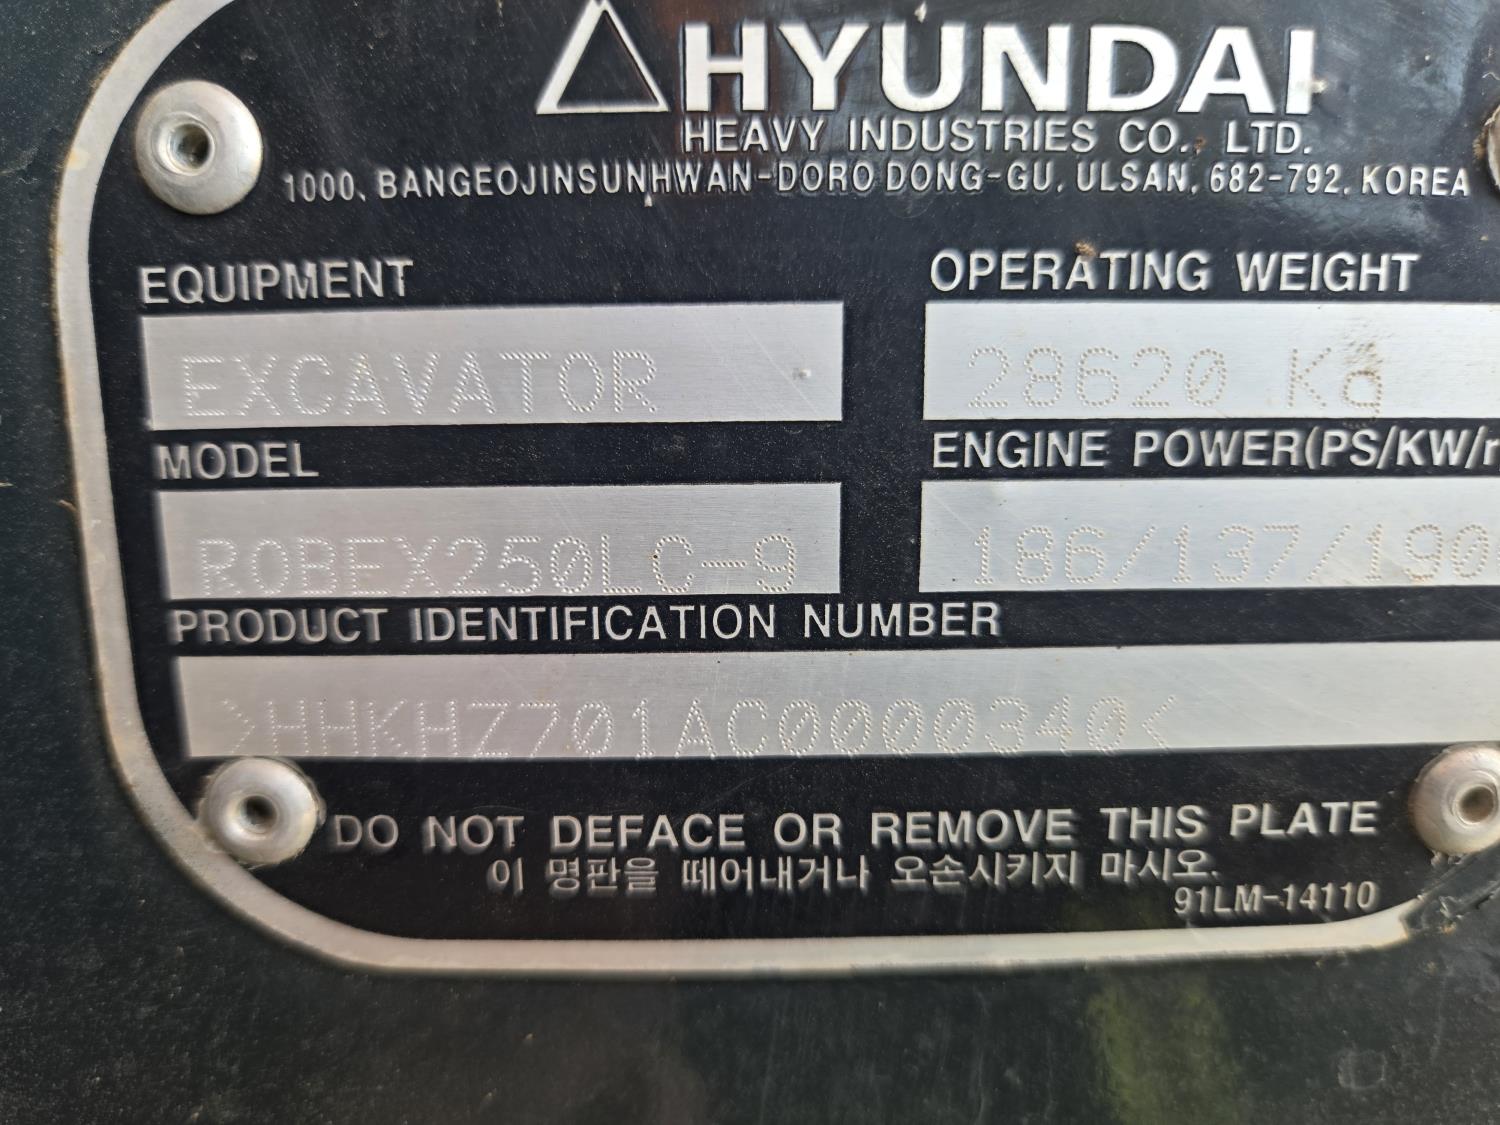 HYUNDAI
HEAVY INDUSTRIES CO., LTD.
1000, BANGEOJINSUNHWAN-DORO DONG-GU, ULSAN, 682-792, KOREA
EQUIPMENT
OPERATING WEIGHT
EXCAVATOR
28620 Kg
MODEL
ENGINE POWER(PS/KW/r
ROBEX250LC-9
186/137/190
PRODUCT IDENTIFICATION NUMBER
>HHKHZ701AC0000340<
DO NOT DEFACE OR REMOVE THIS PLATE
이 명판을 떼어내거나 오손시키지 마시오.
91LM-14110